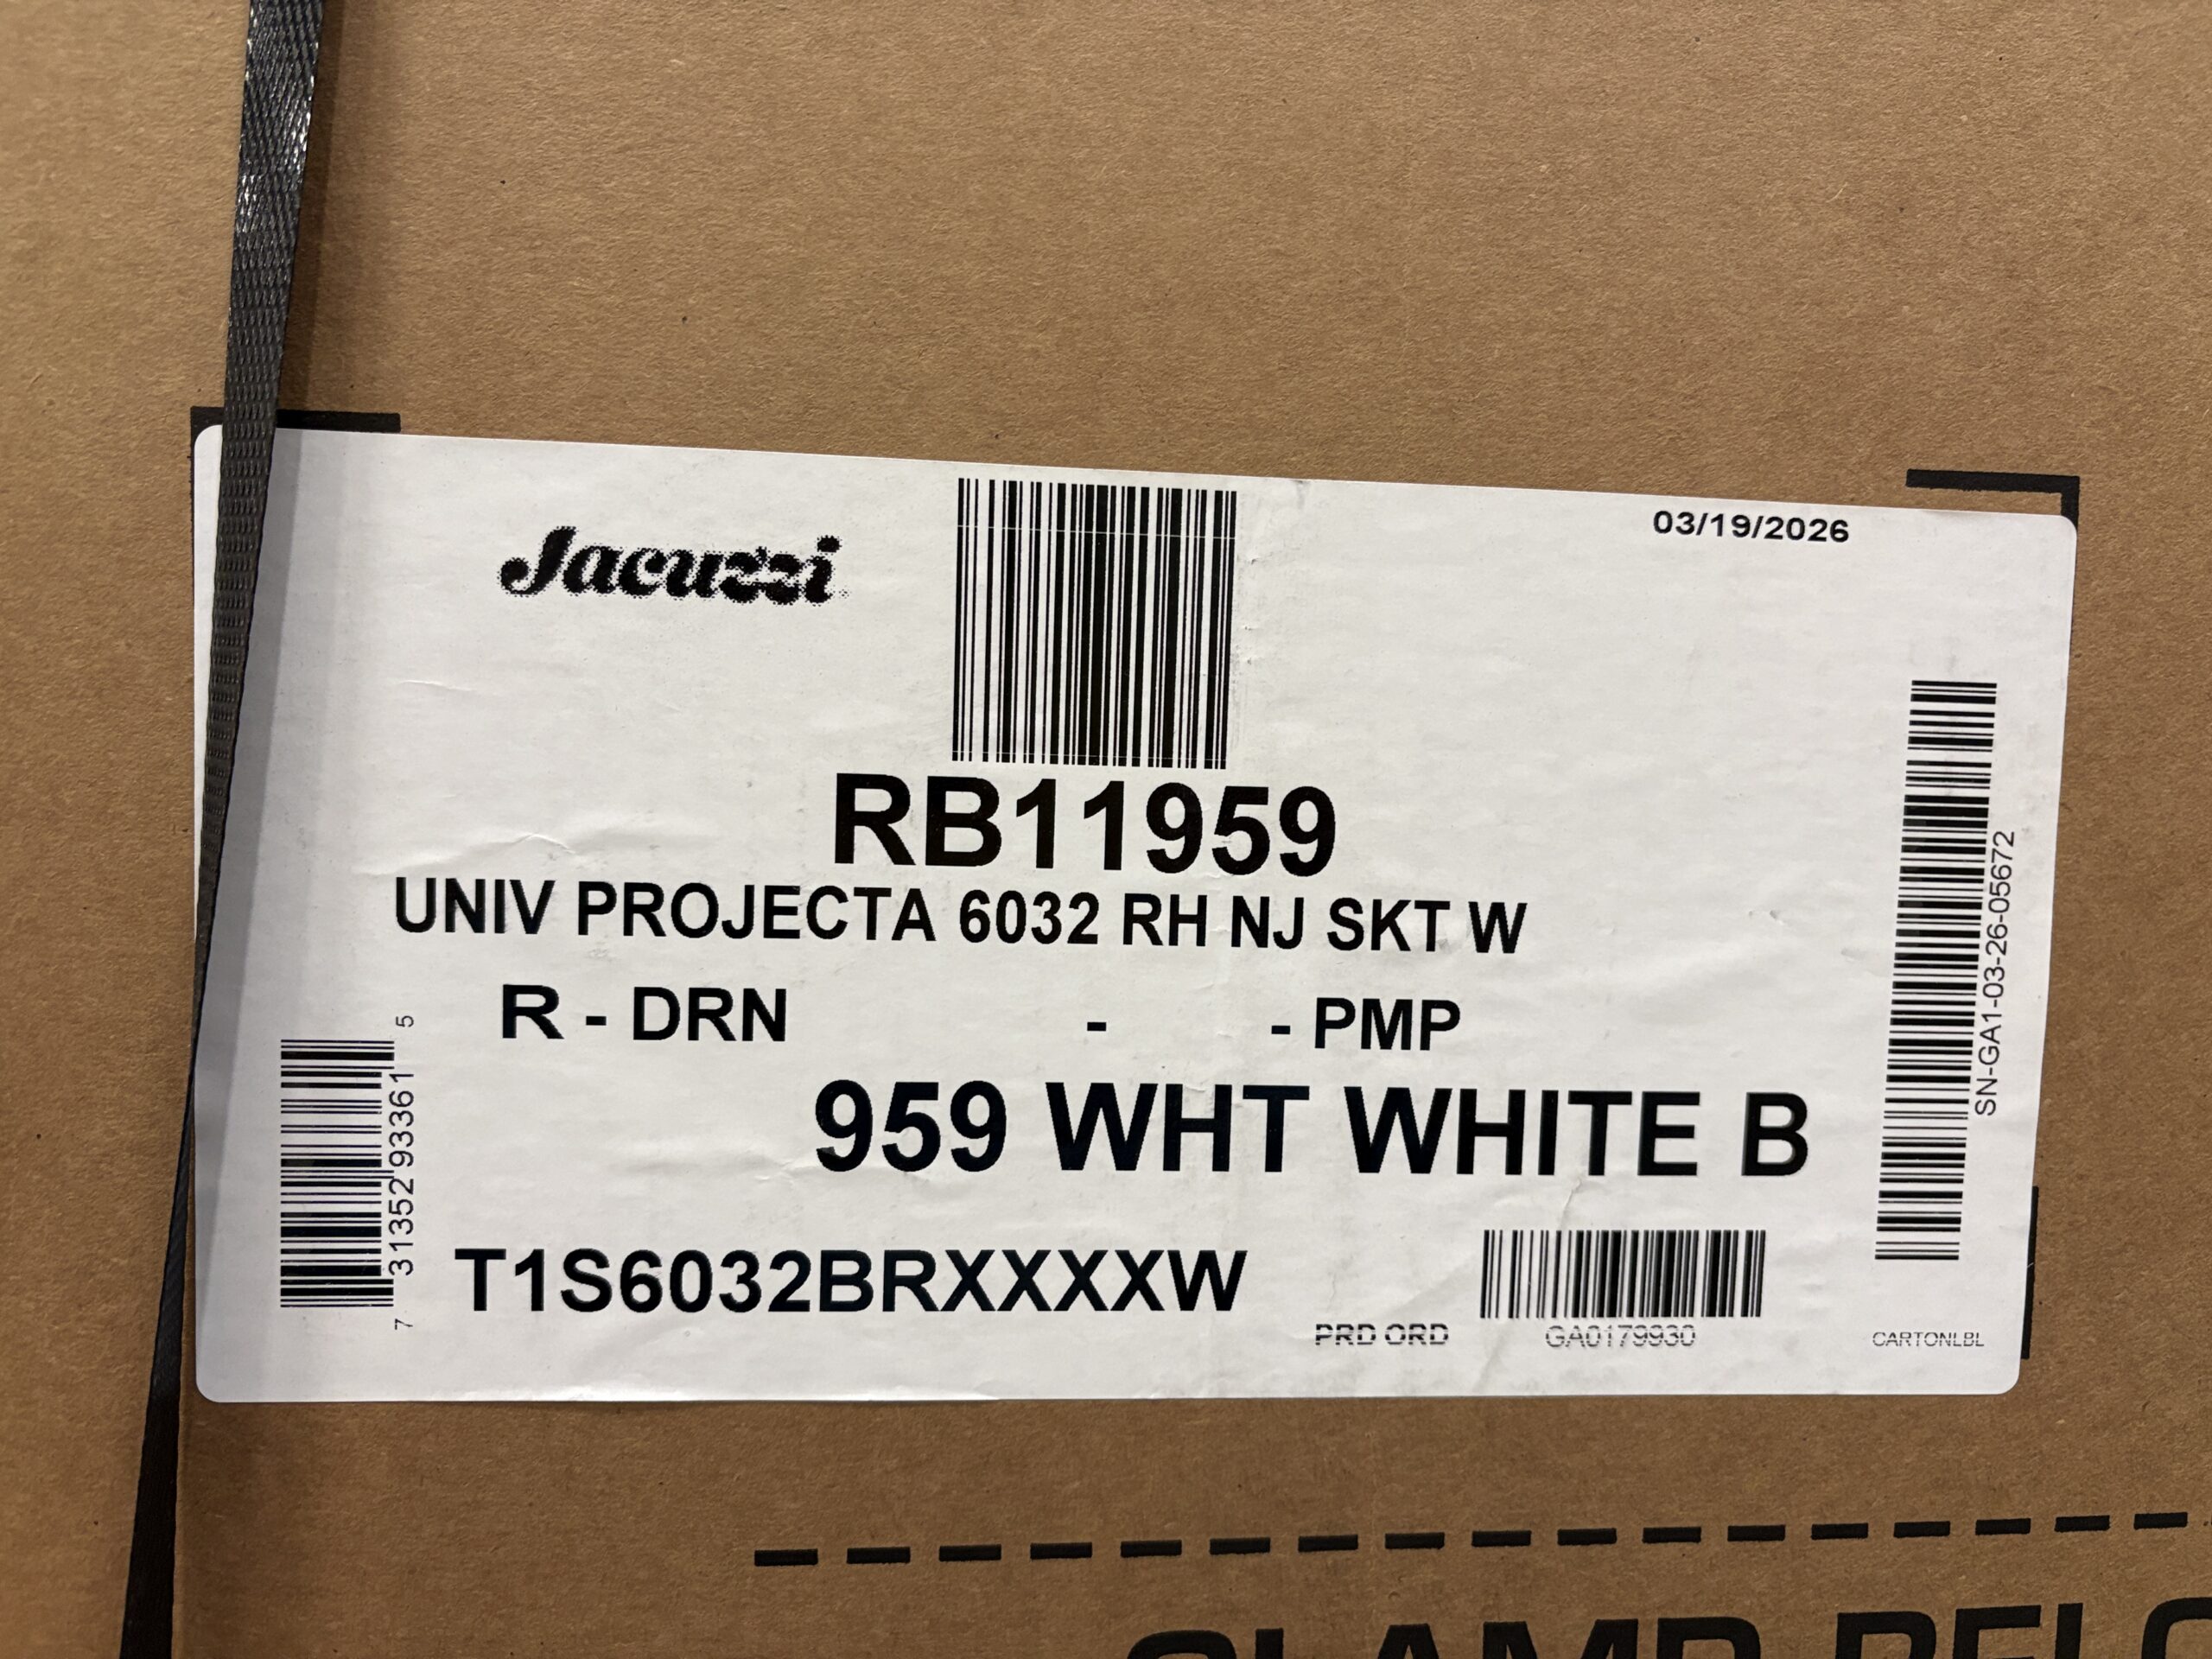 Jacuzzi
03/19/2026
RB11959
UNIV PROJECTA 6032 RH NJ SKT W
R - DRN - - PMP
959 WHT WHITE B
T1S6032BRXXXXW
7 31352 93361 5
PRD ORD
GA0179930
CARTONLBL
SN-GA1-03-26-05672
CLAMP